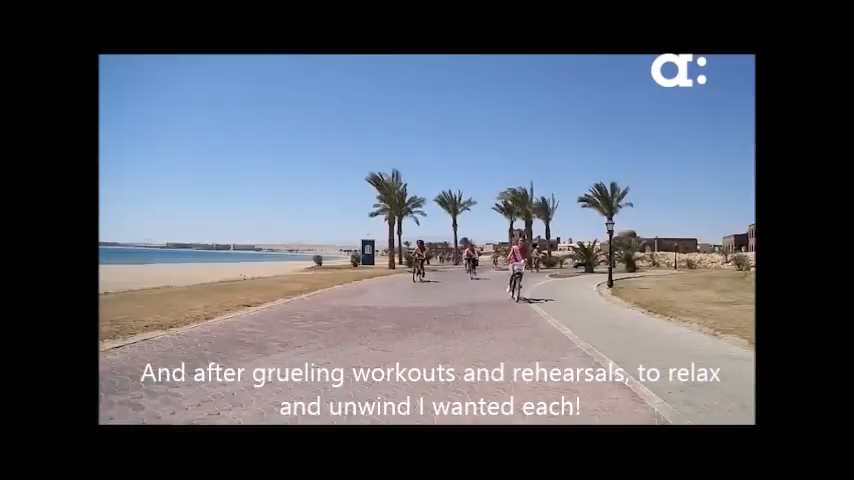 a:
And after grueling workouts and rehearsals, to relax
and unwind I wanted each!